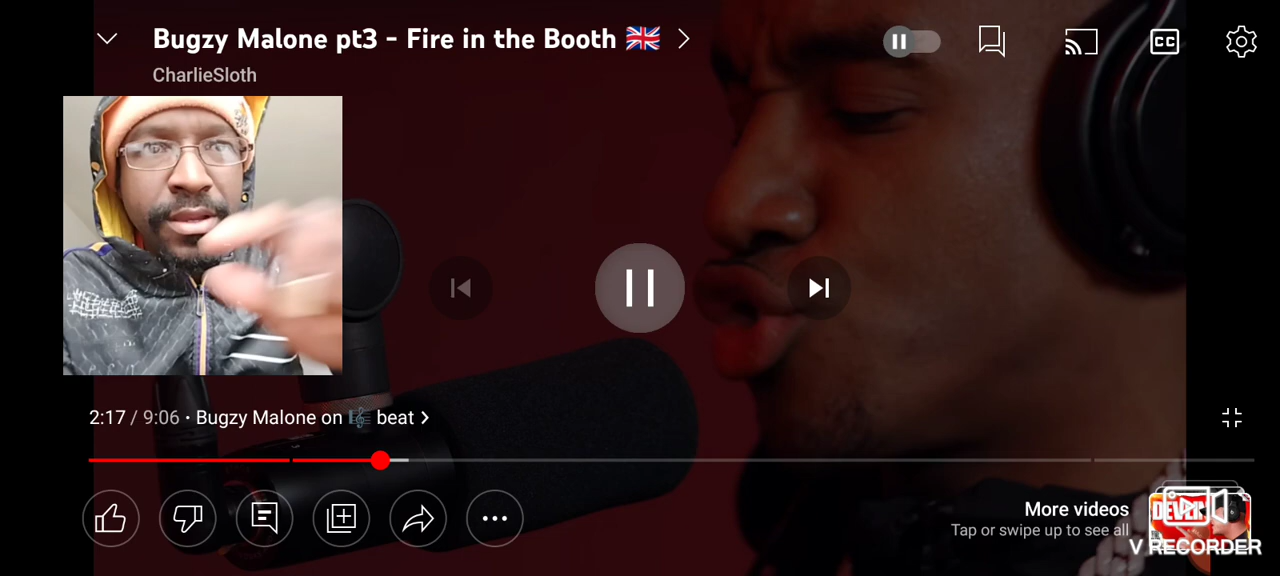 Bugzy Malone pt3 - Fire in the Booth 🇬🇧
CharlieSloth
CC
2:17 / 9:06 • Bugzy Malone on 🎼 beat
More videos
Tap or swipe up to see all
V RECORDER